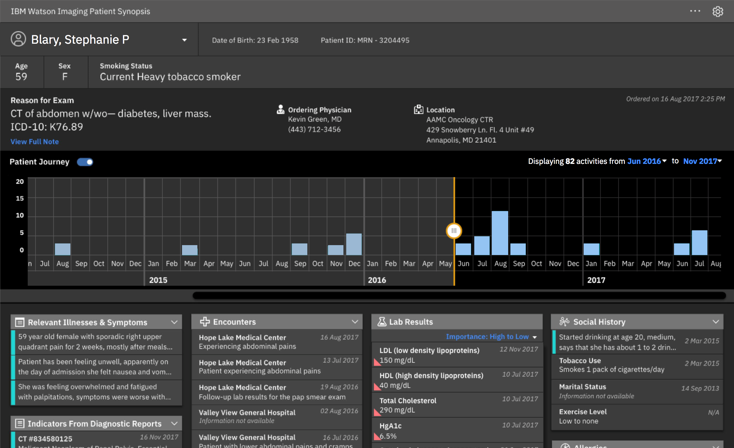 IBM Watson Imaging Patient Synopsis
Blary, Stephanie P
Date of Birth: 23 Feb 1958
Patient ID: MRN - 3204495
Age
59
Sex
F
Smoking Status
Current Heavy tobacco smoker
Reason for Exam
CT of abdomen w/wo— diabetes, liver mass.
ICD-10: K76.89
View Full Note
Ordering Physician
Kevin Green, MD
(443) 712-3456
Location
AAMC Oncology CTR
429 Snowberry Ln. Fl. 4 Unit #49
Annapolis, MD 21401
Ordered on 16 Aug 2017 2:25 PM
Patient Journey
Displaying 82 activities from Jun 2016 to Nov 2017
20
15
10
5
0
n Jul Aug Sep Oct Nov Dec Jan Feb Mar Apr May Jun Jul Aug Sep Oct Nov Dec Jan Feb Mar Apr May Jun Jul Aug Sep Oct Nov Dec Jan Feb Mar Apr May Jun Jul Aug
2015
2016
2017
Relevant Illnesses & Symptoms
59 year old female with sporadic right upper
quadrant pain for 2 weeks, mostly after meals...
Patient has been feeling unwell, apparently on
the day of admission she felt nausea and vom...
She was feeling overwhelmed and fatigued
with palpitations, symptoms were worse with...
Indicators From Diagnostic Reports
CT #834580125
16 Nov 2017
Encounters
Hope Lake Medical Center
16 Aug 2017
Experiencing abdominal pain
Hope Lake Medical Center
13 Jul 2017
Patient experiencing abdominal pains
Hope Lake Medical Center
19 Aug 2016
Follow-up lab results for the pap smear exam
Valley View General Hospital
02 Aug 2016
Information not available
Valley View General Hospital
16 Jul 2016
Patient with lower abdominal pains and cramps
Lab Results
Importance: High to Low
LDL (low density lipoproteins)
12 Nov 2017
150 mg/dL
HDL (high density lipoproteins)
10 Jul 2017
40 mg/dL
Total Cholesterol
10 Jul 2017
290 mg/dL
HgA1c
10 Jul 2017
6.5%
Social History
Started drinking at age 20, medium,
says that she has about 1 to 2 drin...
2 Mar 2015
Tobacco Use
2 Mar 2015
Smokes 1 pack of cigarettes/day
Marital Status
14 Sep 2013
Information not available
Exercise Level
N/A
Low to none
Allergies